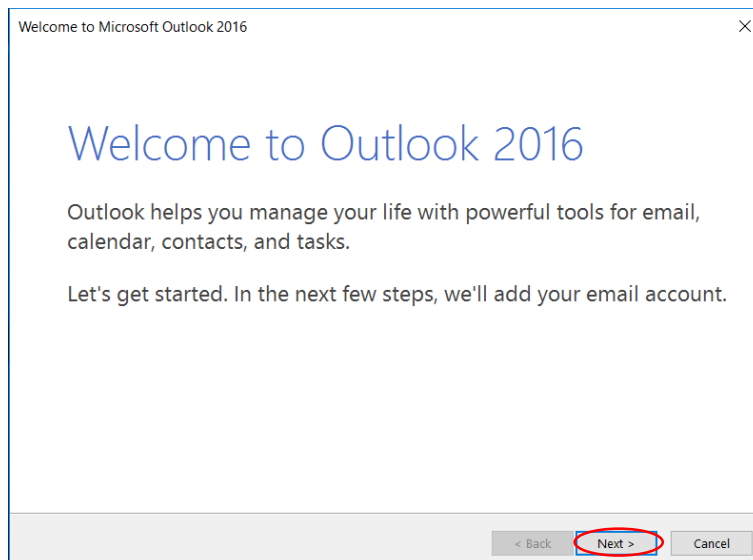 Welcome to Microsoft Outlook 2016
Welcome to Outlook 2016
Outlook helps you manage your life with powerful tools for email,
calendar, contacts, and tasks.
Let's get started. In the next few steps, we'll add your email account.
< Back Next > Cancel